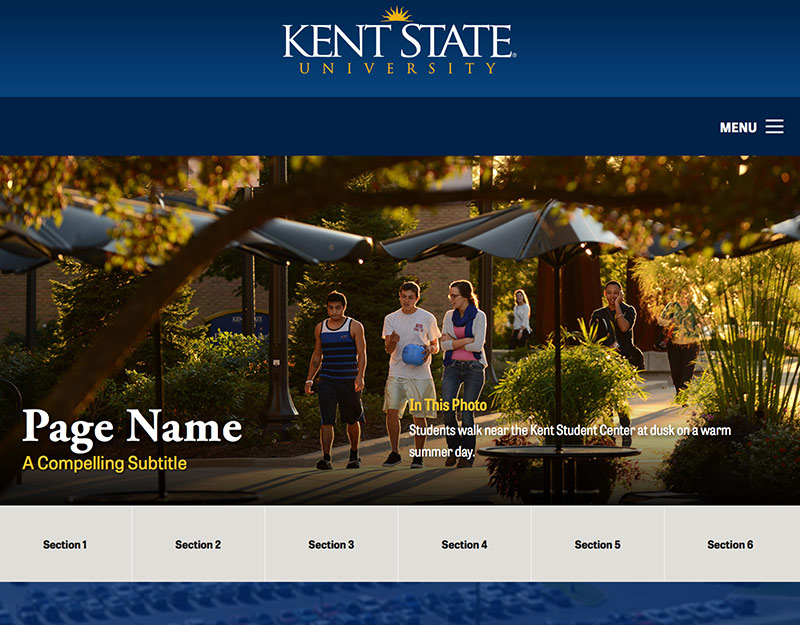 KENT STATE
UNIVERSITY
MENU
Page Name
A Compelling Subtitle
/In This Photo
Students walk near the Kent Student Center at dusk on a warm
summer day.
Section 1
Section 2
Section 3
Section 4
Section 5
Section 6